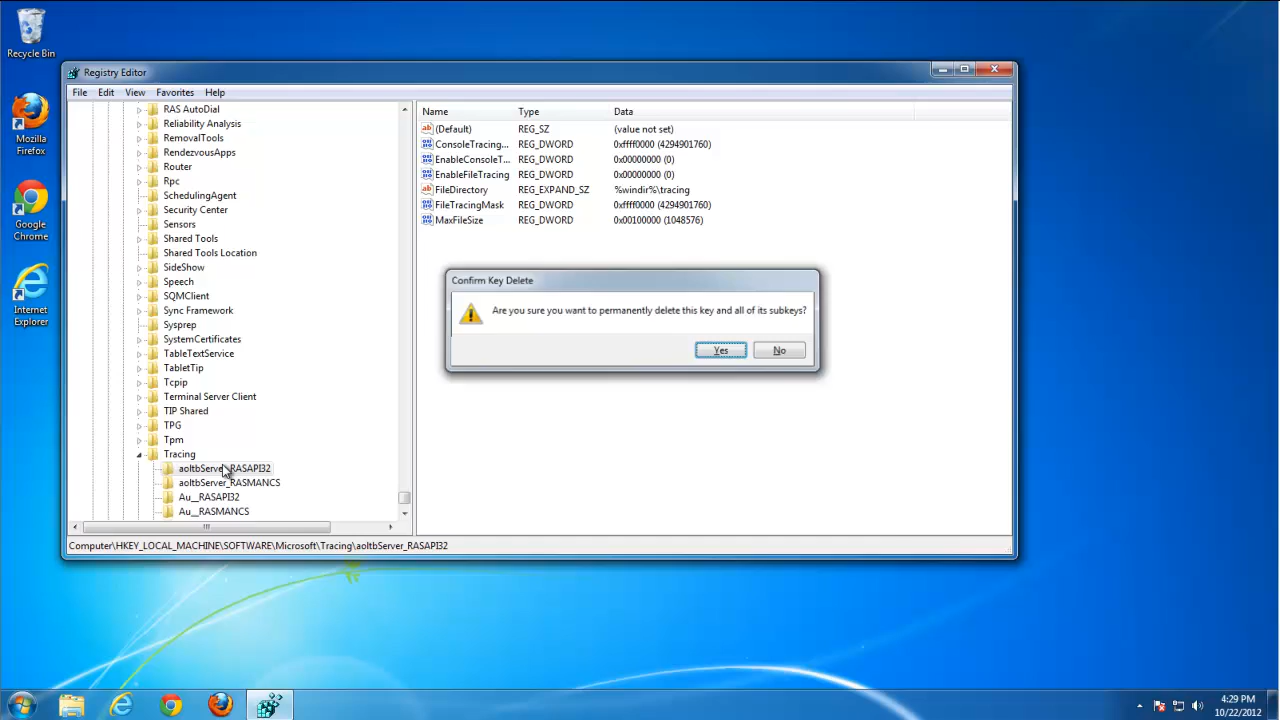 Recycle Bin
Mozilla
Firefox
Google
Chrome
Internet
Explorer
Registry Editor
File Edit View Favorites Help
RAS AutoDial
Reliability Analysis
RemovalTools
RendezvousApps
Router
Rpc
SchedulingAgent
Security Center
Sensors
Shared Tools
Shared Tools Location
SideShow
Speech
SQMClient
Sync Framework
Sysprep
SystemCertificates
TableTextService
TabletTip
Tcpip
Terminal Server Client
TIP Shared
TPG
Tpm
Tracing
aoltbServer_RASAPI32
aoltbServer_RASMANCS
Au__RASAPI32
Au__RASMANCS
Name Type Data
(Default) REG_SZ (value not set)
ConsoleTracing... REG_DWORD 0xffff0000 (4294901760)
EnableConsoleT... REG_DWORD 0x00000000 (0)
EnableFileTracing REG_DWORD 0x00000000 (0)
FileDirectory REG_EXPAND_SZ %windir%\tracing
FileTracingMask REG_DWORD 0xffff0000 (4294901760)
MaxFileSize REG_DWORD 0x00100000 (1048576)
Confirm Key Delete
Are you sure you want to permanently delete this key and all of its subkeys?
Yes No
Computer\HKEY_LOCAL_MACHINE\SOFTWARE\Microsoft\Tracing\aoltbServer_RASAPI32
4:29 PM
10/22/2012